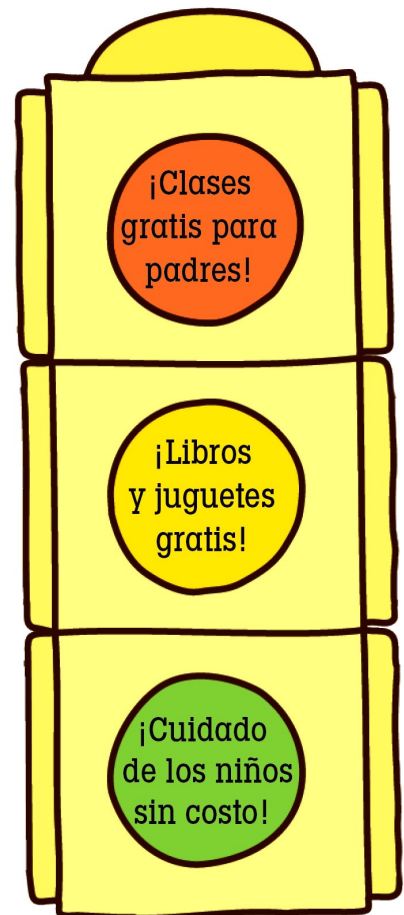 ¡Clases
gratis para
padres!
¡Libros
y juguetes
gratis!
¡Cuidado
de los niños
sin costo!